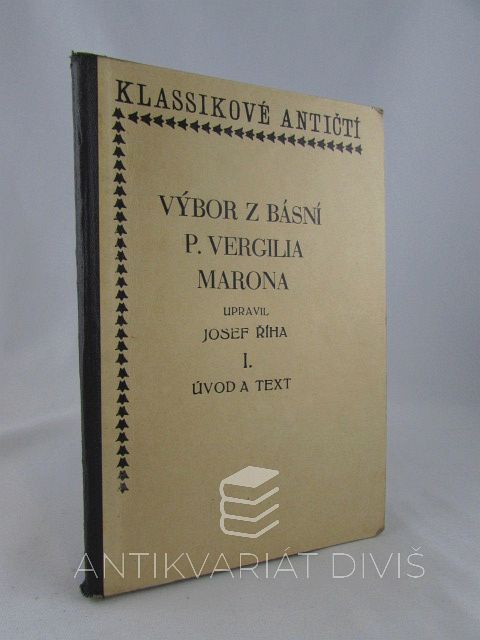 KLASSIKOVÉ ANTIČTÍ
VÝBOR Z BÁSNÍ
P. VERGILIA
MARONA
UPRAVIL
JOSEF ŘÍHA
I.
ÚVOD A TEXT
ANTIKVARIÁT DIVIŠ